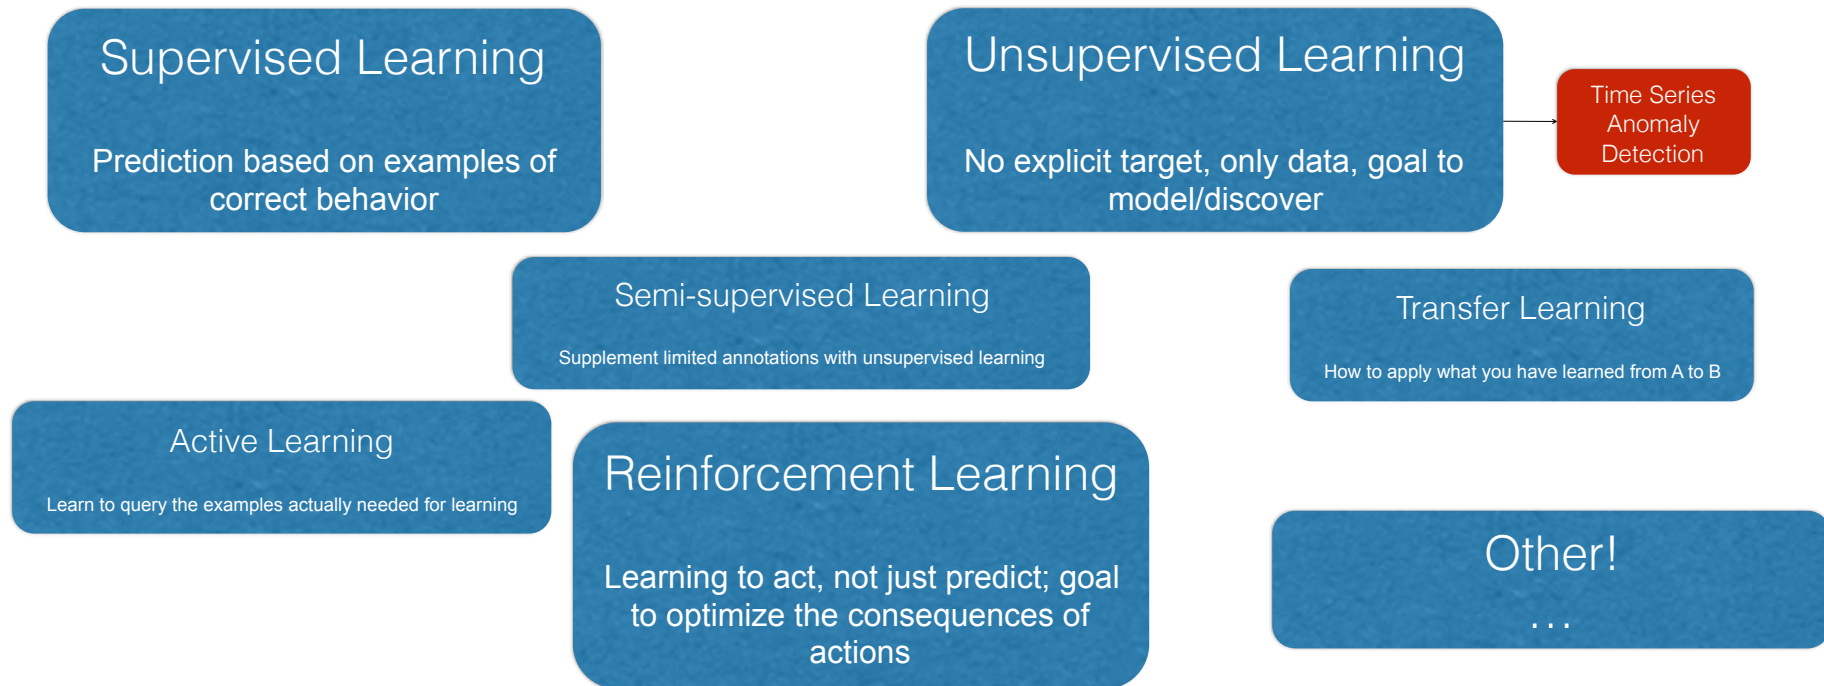 Supervised Learning
Prediction based on examples of
correct behavior
Unsupervised Learning
No explicit target, only data, goal to
model/discover
Time Series
Anomaly
Detection
Semi-supervised Learning
Supplement limited annotations with unsupervised learning
Transfer Learning
How to apply what you have learned from A to B
Active Learning
Learn to query the examples actually needed for learning
Reinforcement Learning
Learning to act, not just predict; goal
to optimize the consequences of
actions
Other!
...